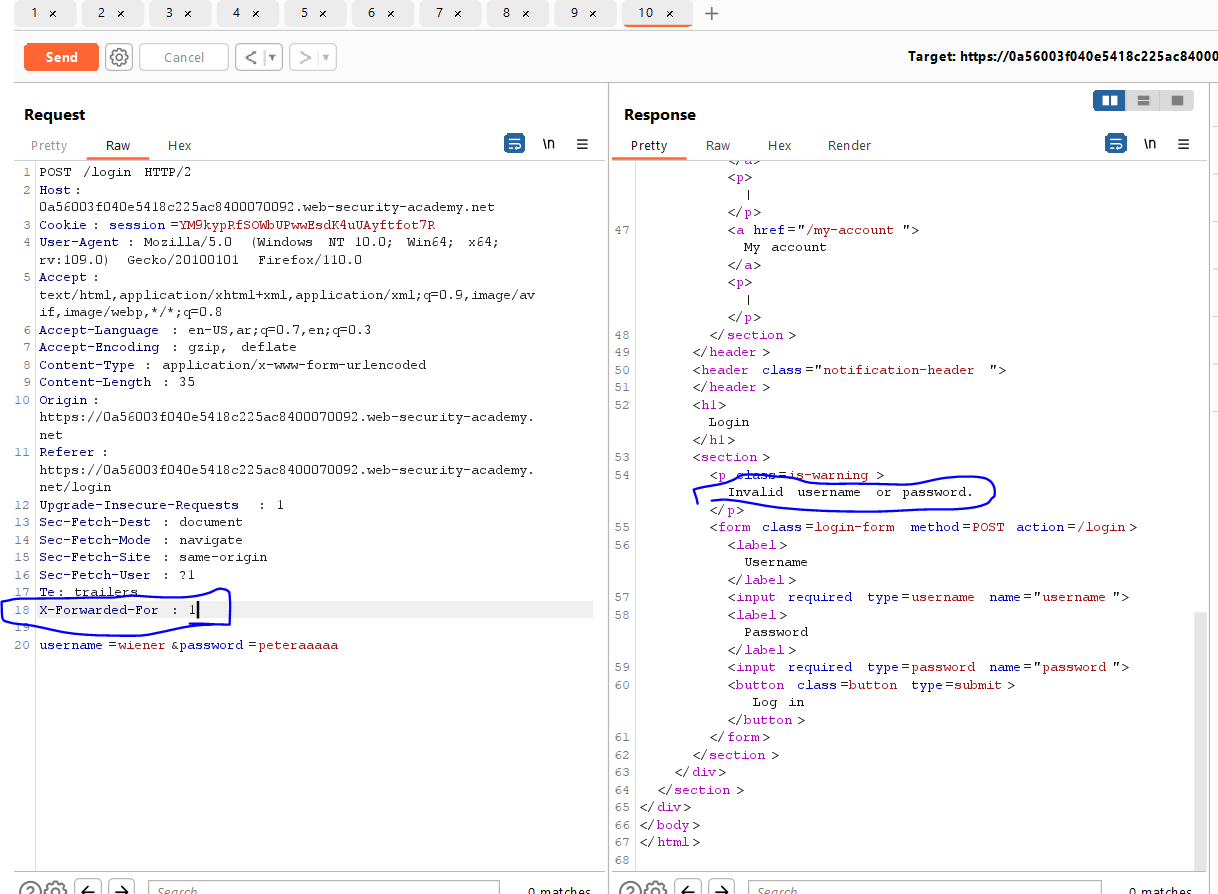 1 × 2 × 3 × 4 × 5 × 6 × 7 × 8 × 9 × 10 × +
Send Cancel < ▼ > ▼ Target: https://0a56003f040e5418c225ac84000
Request
Pretty Raw Hex \n
1 POST /login HTTP/2
2 Host :
0a56003f040e5418c225ac8400070092.web-security-academy.net
3 Cookie : session =YM9kypRfSOWbUPwwEsdK4uUAyftfot7R
4 User-Agent : Mozilla/5.0 (Windows NT 10.0; Win64; x64;
rv:109.0) Gecko/20100101 Firefox/110.0
5 Accept :
text/html,application/xhtml+xml,application/xml;q=0.9,image/av
if,image/webp,*/*;q=0.8
6 Accept-Language : en-US,ar;q=0.7,en;q=0.3
7 Accept-Encoding : gzip, deflate
8 Content-Type : application/x-www-form-urlencoded
9 Content-Length : 35
10 Origin :
https://0a56003f040e5418c225ac8400070092.web-security-academy.
net
11 Referer :
https://0a56003f040e5418c225ac8400070092.web-security-academy.
net/login
12 Upgrade-Insecure-Requests : 1
13 Sec-Fetch-Dest : document
14 Sec-Fetch-Mode : navigate
15 Sec-Fetch-Site : same-origin
16 Sec-Fetch-User : ?1
17 Te: trailers
18 X-Forwarded-For : 1
19
20 username =wiener &password =peteraaaaa
Search 0 matches
Response
Pretty Raw Hex Render \n
</a>
<p>
|
</p>
47 <a href="/my-account ">
My account
</a>
<p>
|
</p>
48 </section >
49 </header >
50 <header class="notification-header ">
51 </header >
52 <h1>
Login
</h1>
53 <section >
54 <p class=is-warning >
Invalid username or password.
</p>
55 <form class=login-form method=POST action=/login >
56 <label >
Username
</label >
57 <input required type=username name="username ">
58 <label >
Password
</label >
59 <input required type=password name="password ">
60 <button class=button type=submit >
Log in
</button >
61 </form>
62 </section >
63 </div>
64 </section >
65 </div>
66 </body>
67 </html>
68
Search 0 matches